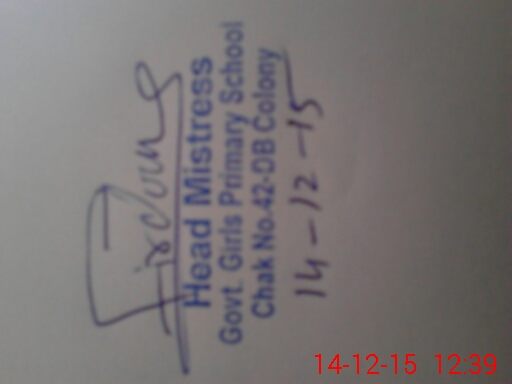 Firdous
Head Mistress
Govt. Girls Primary School
Chak No.42-DB Colony
14-12-15
14-12-15 12:39